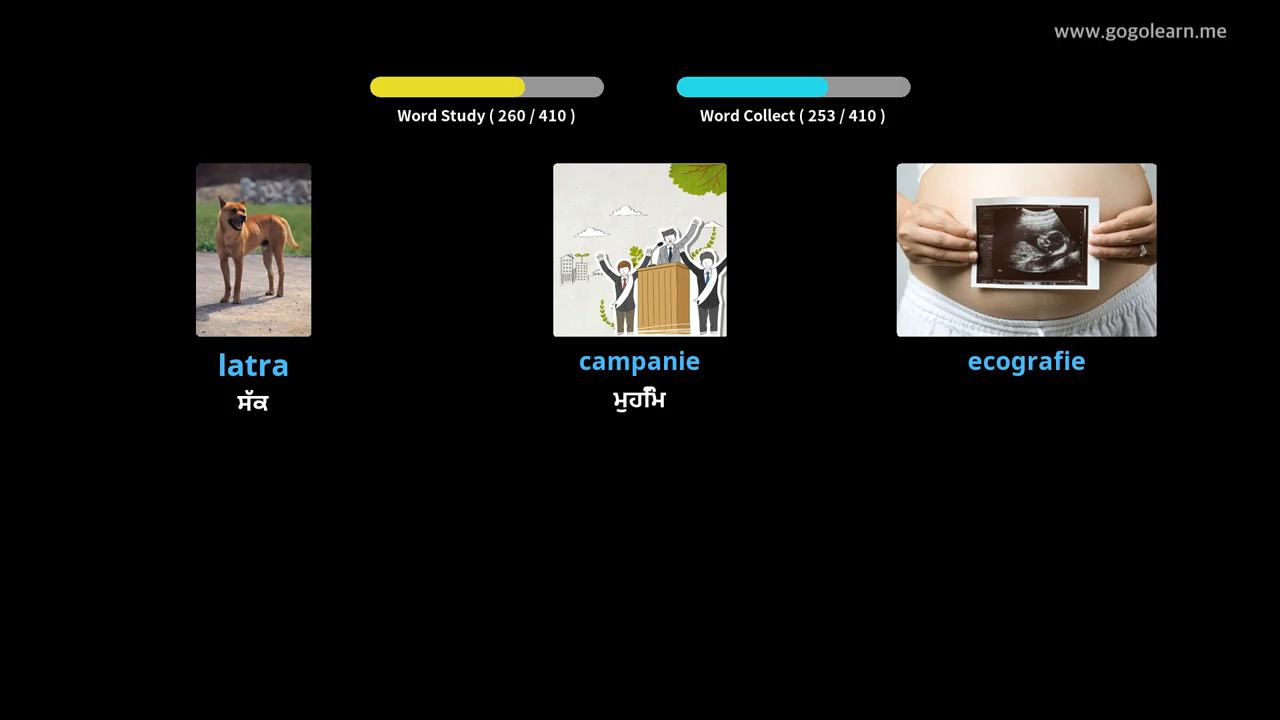 www.gogolearn.me
Word Study ( 260 / 410 )
Word Collect ( 253 / 410 )
latra
campanie
ecografie
ਸੱਕ
ਮੁਹਿੰਮ